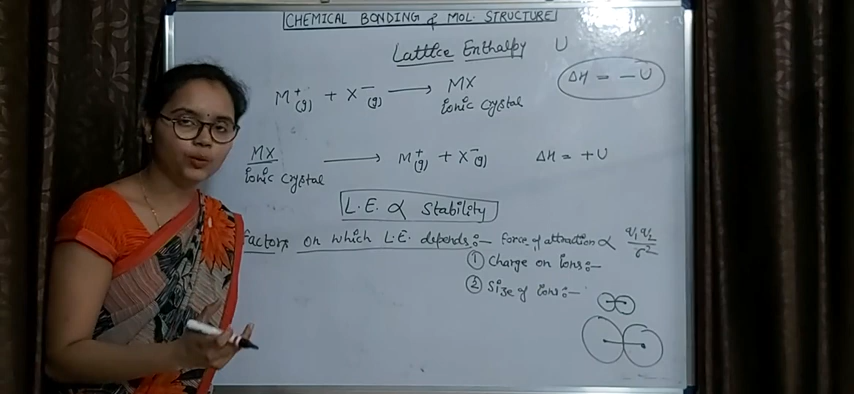 CHEMICAL BONDING & MOL. STRUCTURE
Lattice Enthalpy U
M⁺(g) + X⁻(g) ⟶ MX ΔH = −U
ionic crystal
MX ⟶ M⁺(g) + X⁻(g) ΔH = +U
ionic crystal
L.E. ∝ Stability
Factors on which L.E. depends:— Force of attraction ∝ q₁q₂/r²
① Charge on ions:—
② Size of ions:—